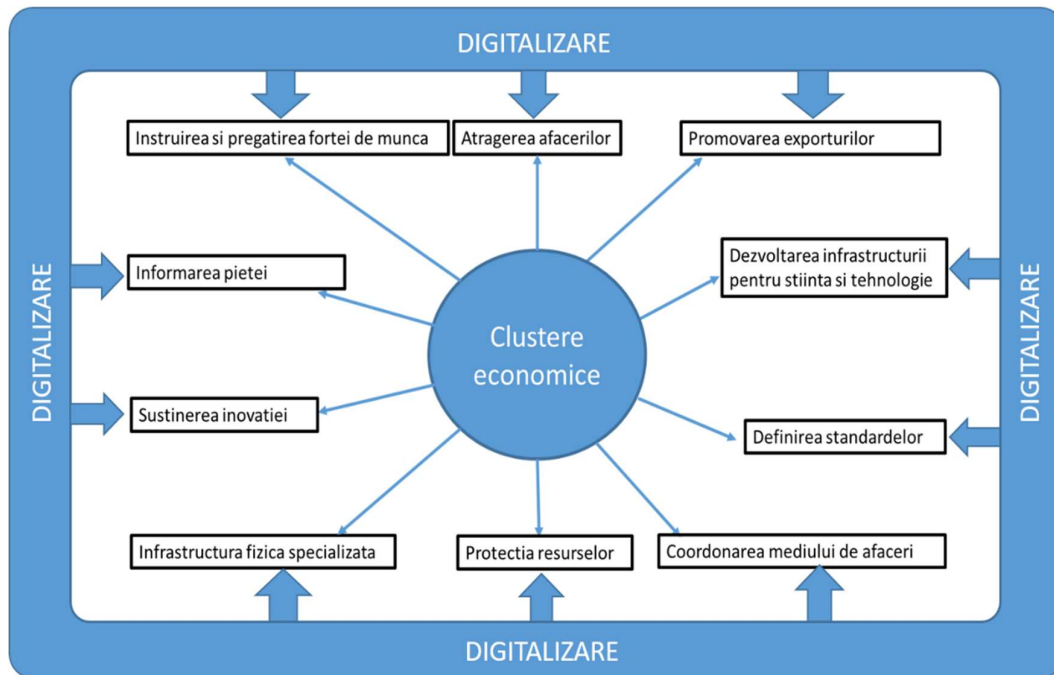 DIGITALIZARE
Instruirea si pregatirea fortei de munca
Atragerea afacerilor
Promovarea exporturilor
DIGITALIZARE
Informarea pietei
Dezvoltarea infrastructurii
pentru stiinta si tehnologie
DIGITALIZARE
Clustere
economice
Sustinerea inovatiei
Definirea standardelor
Infrastructura fizica specializata
Protectia resurselor
Coordonarea mediului de afaceri
DIGITALIZARE